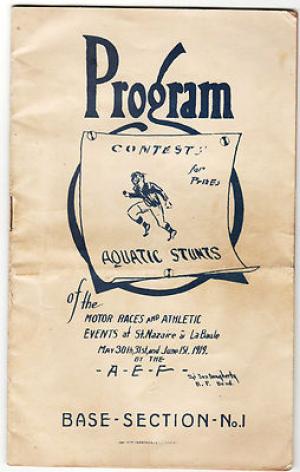 Program
CONTESTS
for
PRIZES
AQUATIC STUNTS
of the
MOTOR RACES AND ATHLETIC
EVENTS at St. Nazaire & La Baule
MAY 30th, 31st, and June 1st, 1919.
BY THE
-A-E-F-
BASE-SECTION-No.1